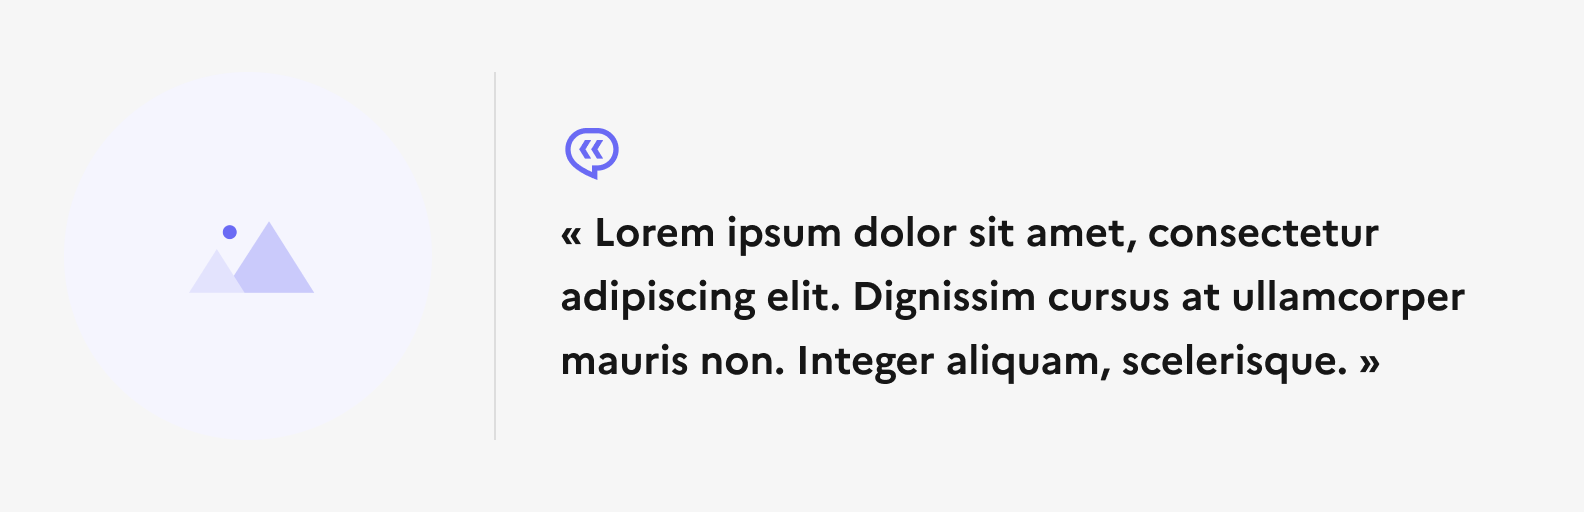 « Lorem ipsum dolor sit amet, consectetur
adipiscing elit. Dignissim cursus at ullamcorper
mauris non. Integer aliquam, scelerisque. »